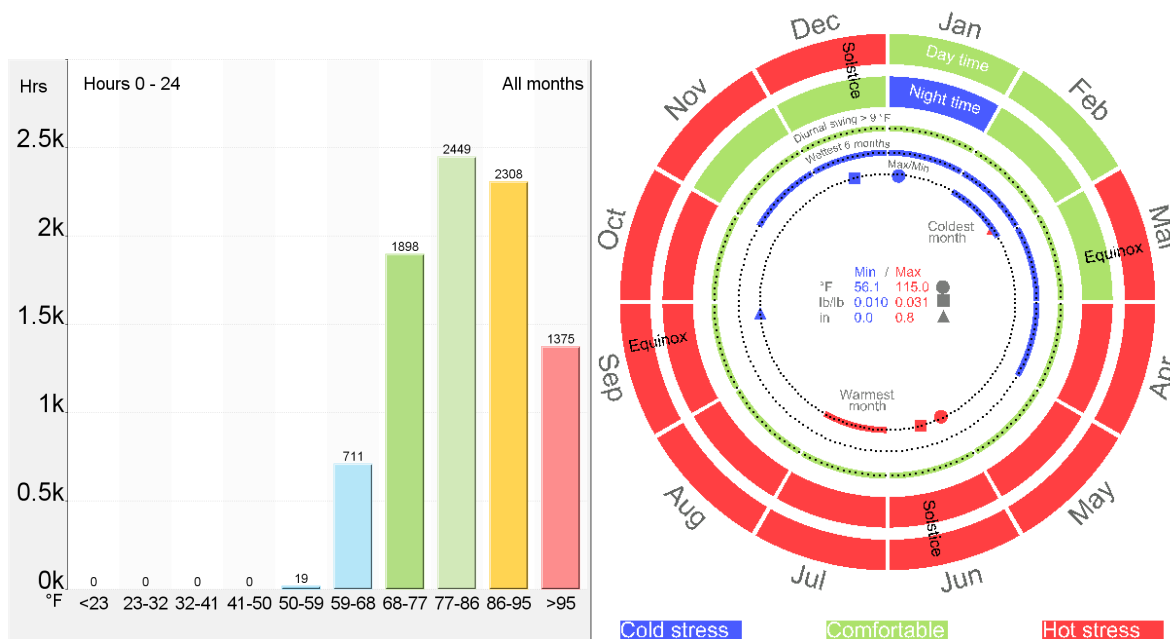 Hrs
Hours 0 - 24
All months
2.5k
2k
1.5k
1k
0.5k
0k
0
0
0
0
19
711
1898
2449
2308
1375
°F
<23
23-32
32-41
41-50
50-59
59-68
68-77
77-86
86-95
>95
Jan
Feb
Mar
Apr
May
Jun
Jul
Aug
Sep
Oct
Nov
Dec
Solstice
Day time
Night time
Diurnal swing > 9 °F
Wettest 6 months
Max/Min
Coldest
month
Equinox
Equinox
Min / Max
°F 56.1 115.0
lb/lb 0.010 0.031
in 0.0 0.8
Warmest
month
Solstice
Cold stress
Comfortable
Hot stress